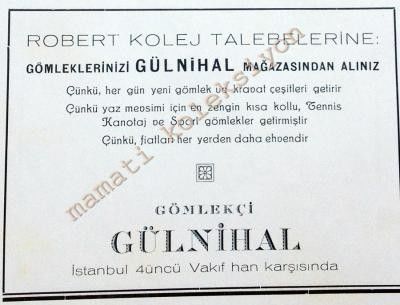 ROBERT KOLEJ TALEBELERİNE:
GÖMLEKLERİNİZİ GÜLNİHAL MAĞAZASINDAN ALINIZ
Çünkü, her gün yeni gömlek ve kravat çeşitleri getirir
Çünkü yaz mevsimi için en zengin kısa kollu, Tennis
Kanotaj ve Sport gömlekler getirmiştir
Çünkü, fiatları her yerden daha ehvendir
GÖMLEKÇİ
GÜLNİHAL
İstanbul 4üncü Vakıf han karşısında
mamati koleksiyon